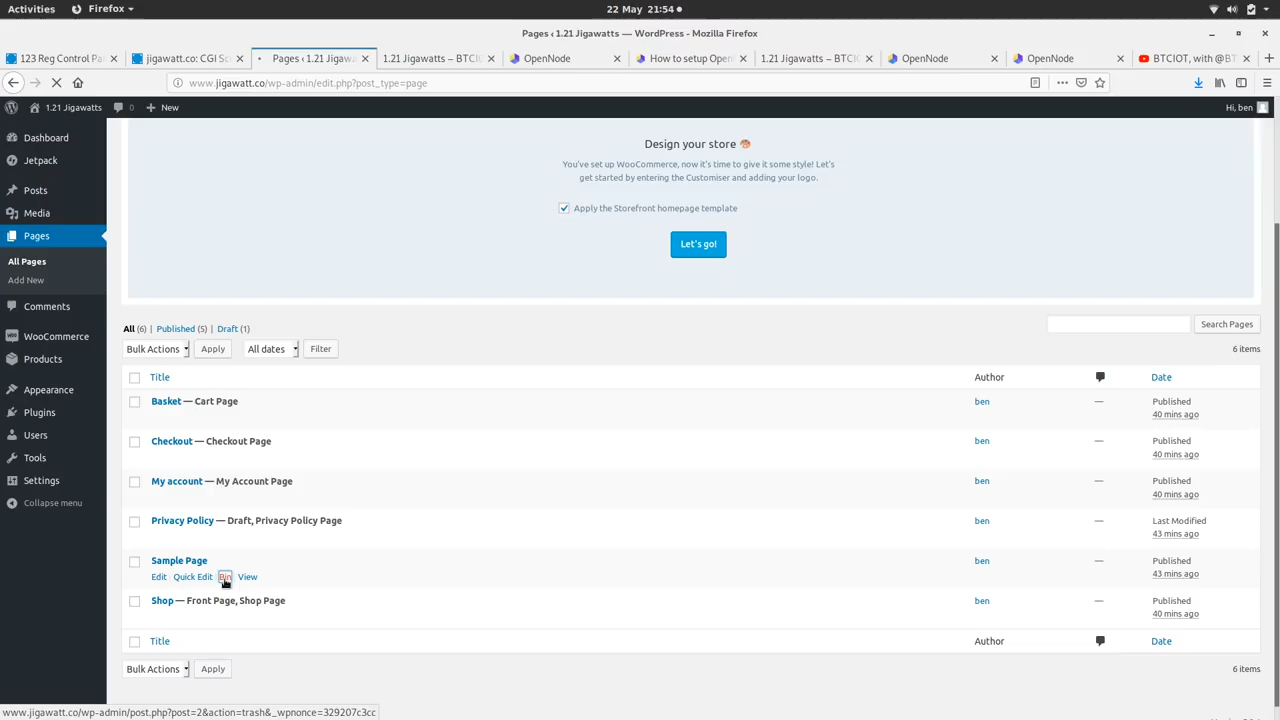 Activities Firefox 22 May 21:54
Pages ‹ 1.21 Jigawatts — WordPress - Mozilla Firefox
123 Reg Control Pa jigawatt.co: CGI Sc Pages ‹ 1.21 Jigaw 1.21 Jigawatts – BTCI OpenNode How to setup Open 1.21 Jigawatts – BTC OpenNode OpenNode BTCIOT, with @BT
www.jigawatt.co/wp-admin/edit.php?post_type=page
1.21 Jigawatts 0 New Hi, ben
Dashboard
Jetpack
Posts
Media
Pages
All Pages
Add New
Comments
WooCommerce
Products
Appearance
Plugins
Users
Tools
Settings
Collapse menu
Design your store
You've set up WooCommerce, now it's time to give it some style! Let's
get started by entering the Customiser and adding your logo.
Apply the Storefront homepage template
Let's go!
All (6) | Published (5) | Draft (1)
Search Pages
Bulk Actions Apply All dates Filter 6 items
Title Author Date
Basket — Cart Page ben — Published
40 mins ago
Checkout — Checkout Page ben — Published
40 mins ago
My account — My Account Page ben — Published
40 mins ago
Privacy Policy — Draft, Privacy Policy Page ben — Last Modified
43 mins ago
Sample Page ben — Published
Edit Quick Edit Bin View 43 mins ago
Shop — Front Page, Shop Page ben — Published
40 mins ago
Title Author Date
Bulk Actions Apply 6 items
www.jigawatt.co/wp-admin/post.php?post=2&action=trash&_wpnonce=329207c3cc